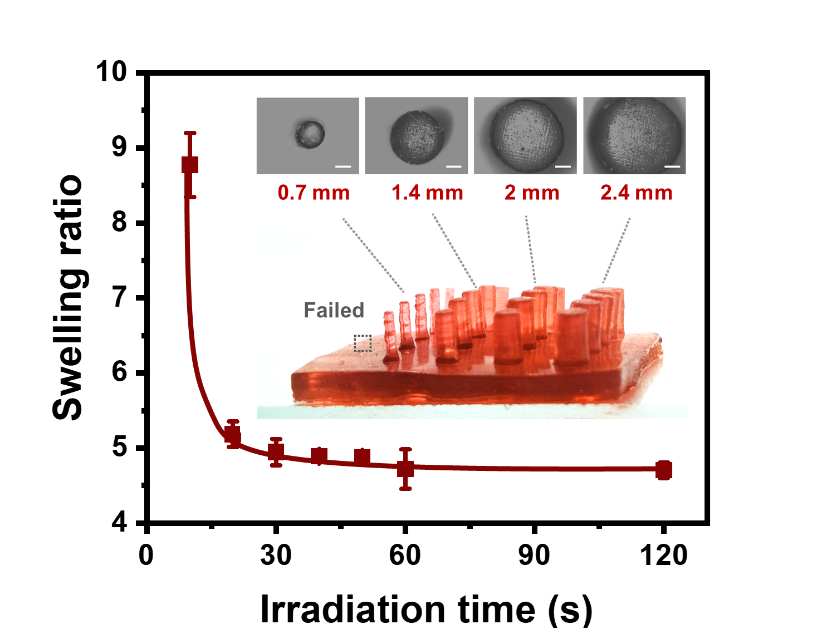 10
9
8
7
6
5
4
0
30
60
90
120
Swelling ratio
Irradiation time (s)
0.7 mm
1.4 mm
2 mm
2.4 mm
Failed